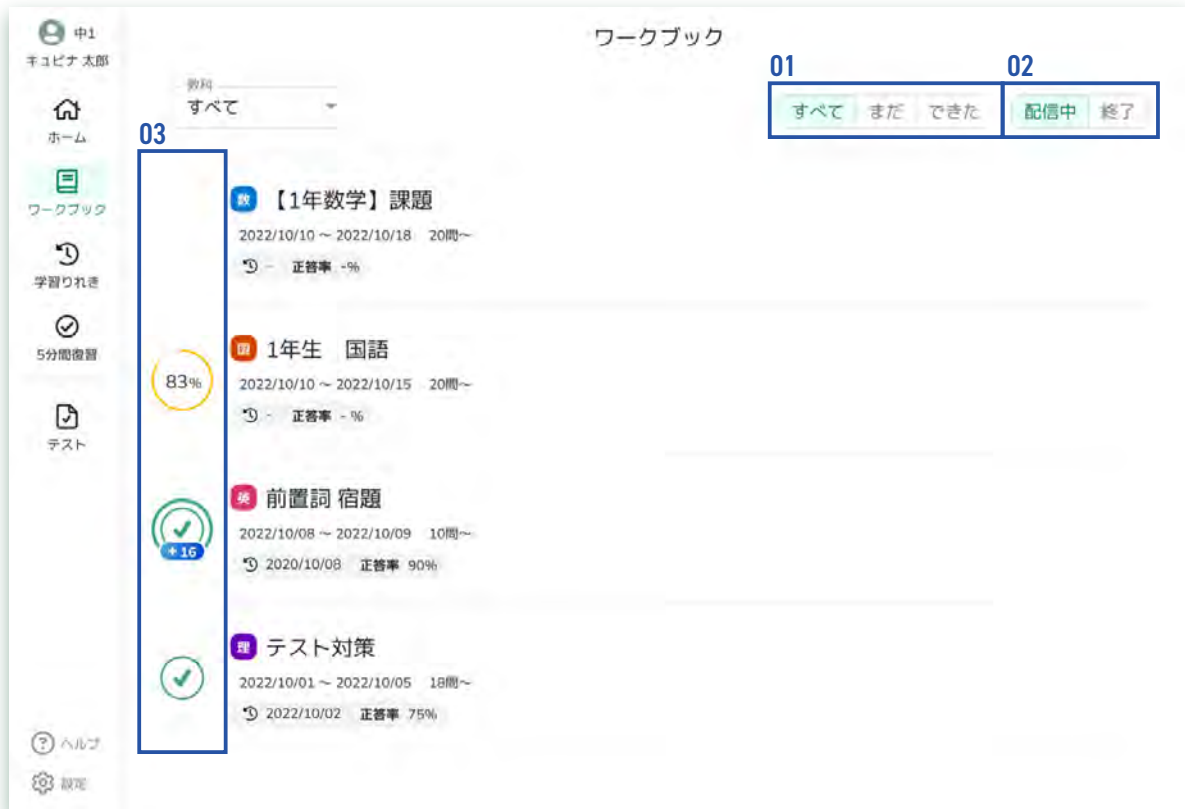 中1
キュビナ 太郎
ホーム
ワークブック
学習りれき
5分間復習
テスト
ヘルプ
設定
ワークブック
教科
すべて
01
すべて まだ できた
02
配信中 終了
03
数 【1年数学】課題
2022/10/10 ~ 2022/10/18 20問~
- 正答率 -%
83%
国 1年生 国語
2022/10/10 ~ 2022/10/15 20問~
- 正答率 - %
+16
英 前置詞 宿題
2022/10/08 ~ 2022/10/09 10問~
2020/10/08 正答率 90%
理 テスト対策
2022/10/01 ~ 2022/10/05 18問~
2022/10/02 正答率 75%